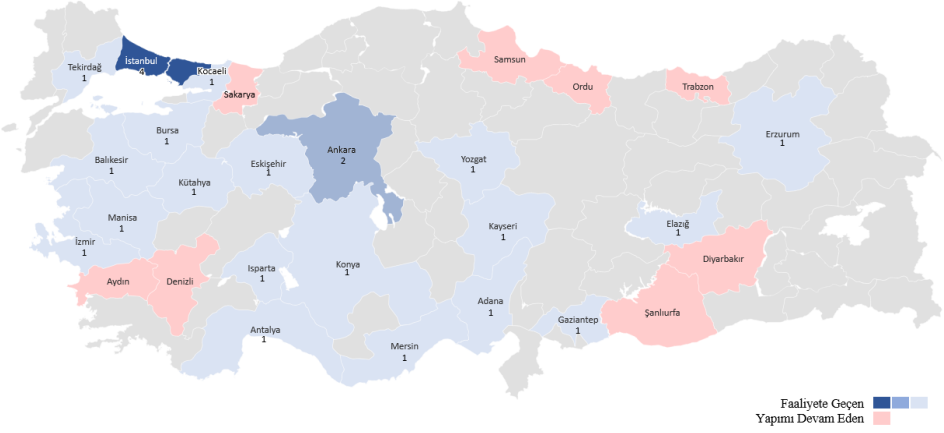 İstanbul
4
Tekirdağ
1
Kocaeli
1
Sakarya
Samsun
Ordu
Trabzon
Erzurum
1
Bursa
1
Ankara
2
Balıkesir
1
Eskişehir
1
Yozgat
1
Kütahya
1
Manisa
1
Kayseri
1
Elazığ
1
İzmir
1
Diyarbakır
Aydın
Denizli
Isparta
1
Konya
1
Adana
1
Şanlıurfa
Gaziantep
1
Antalya
1
Mersin
1
Faaliyete Geçen
Yapımı Devam Eden